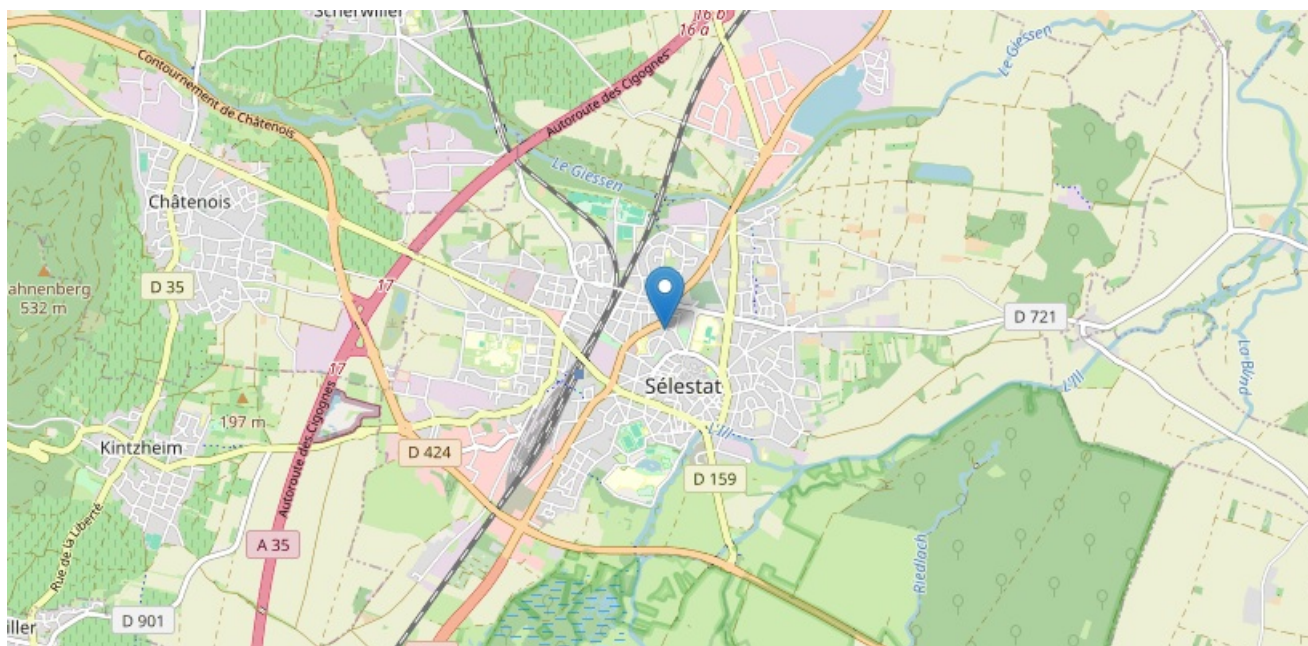 Scherwiller
16 b
16 a
Contournement de Châtenois
Autoroute des Cigognes
Le Giessen
Le Giessen
Châtenois
D 35
ahnenberg
532 m
17
D 721
17
Sélestat
L'Ill
La Blind
197 m
Kintzheim
Autoroute des Cigognes
D 424
L'Ill
D 159
Rue de la Liberté
A 35
Riedlach
D 901
iller